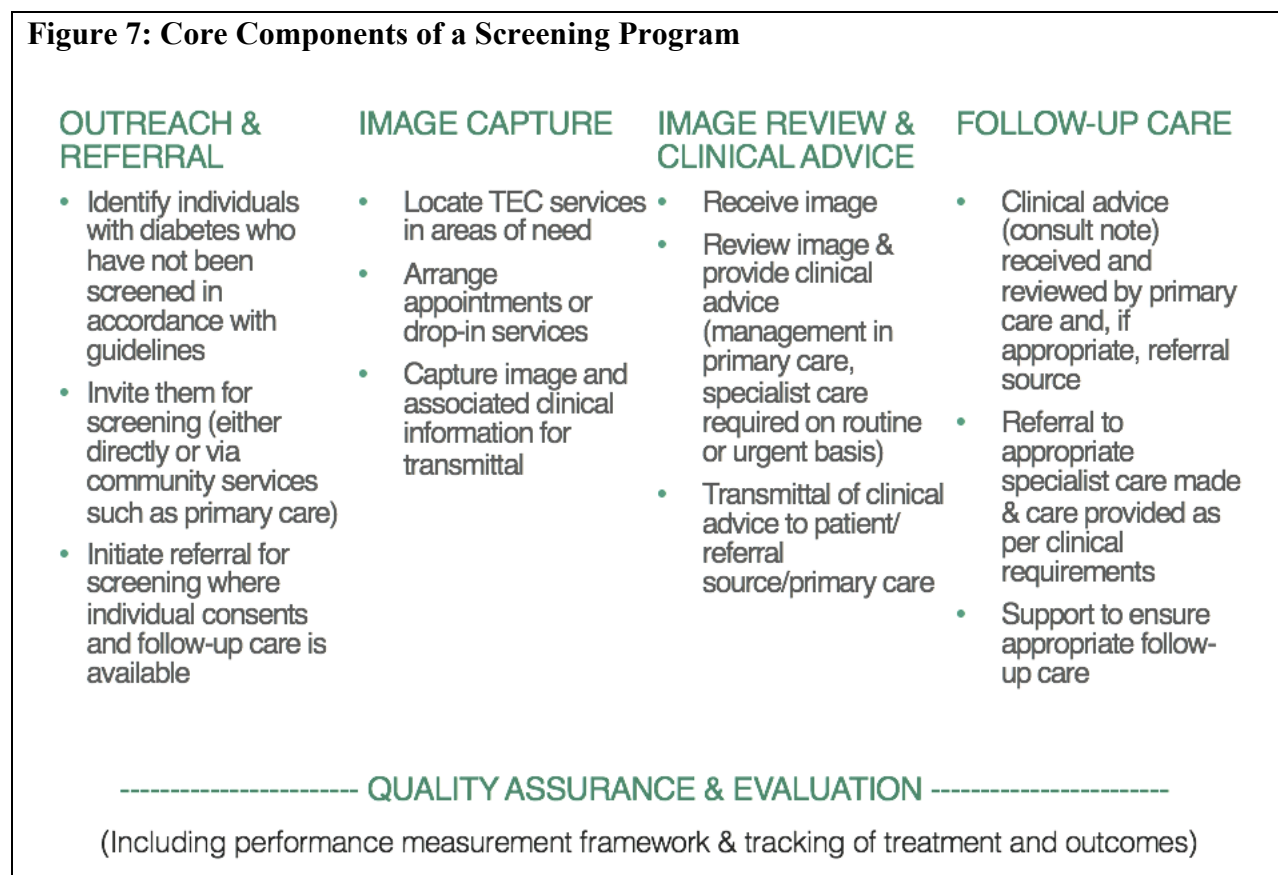 Figure 7: Core Components of a Screening Program
OUTREACH &
REFERRAL
• Identify individuals
with diabetes who
have not been
screened in
accordance with
guidelines
• Invite them for
screening (either
directly or via
community services
such as primary care)
• Initiate referral for
screening where
individual consents
and follow-up care is
available
IMAGE CAPTURE
• Locate TEC services
in areas of need
• Arrange
appointments or
drop-in services
• Capture image and
associated clinical
information for
transmittal
IMAGE REVIEW &
CLINICAL ADVICE
• Receive image
• Review image &
provide clinical
advice
(management in
primary care,
specialist care
required on routine
or urgent basis)
• Transmittal of clinical
advice to patient/
referral
source/primary care
FOLLOW-UP CARE
• Clinical advice
(consult note)
received and
reviewed by primary
care and, if
appropriate, referral
source
• Referral to
appropriate
specialist care made
& care provided as
per clinical
requirements
• Support to ensure
appropriate follow-
up care
------------------------ QUALITY ASSURANCE & EVALUATION ------------------------
(Including performance measurement framework & tracking of treatment and outcomes)